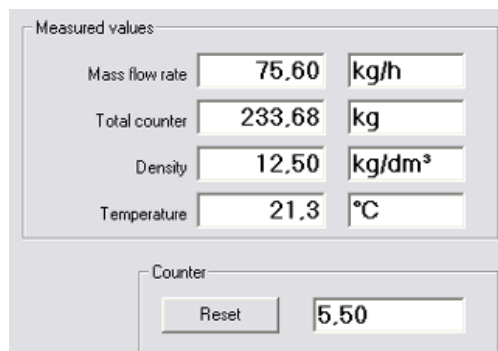 Measured values
Mass flow rate 75,60 kg/h
Total counter 233,68 kg
Density 12,50 kg/dm³
Temperature 21,3 °C
Counter
Reset 5,50